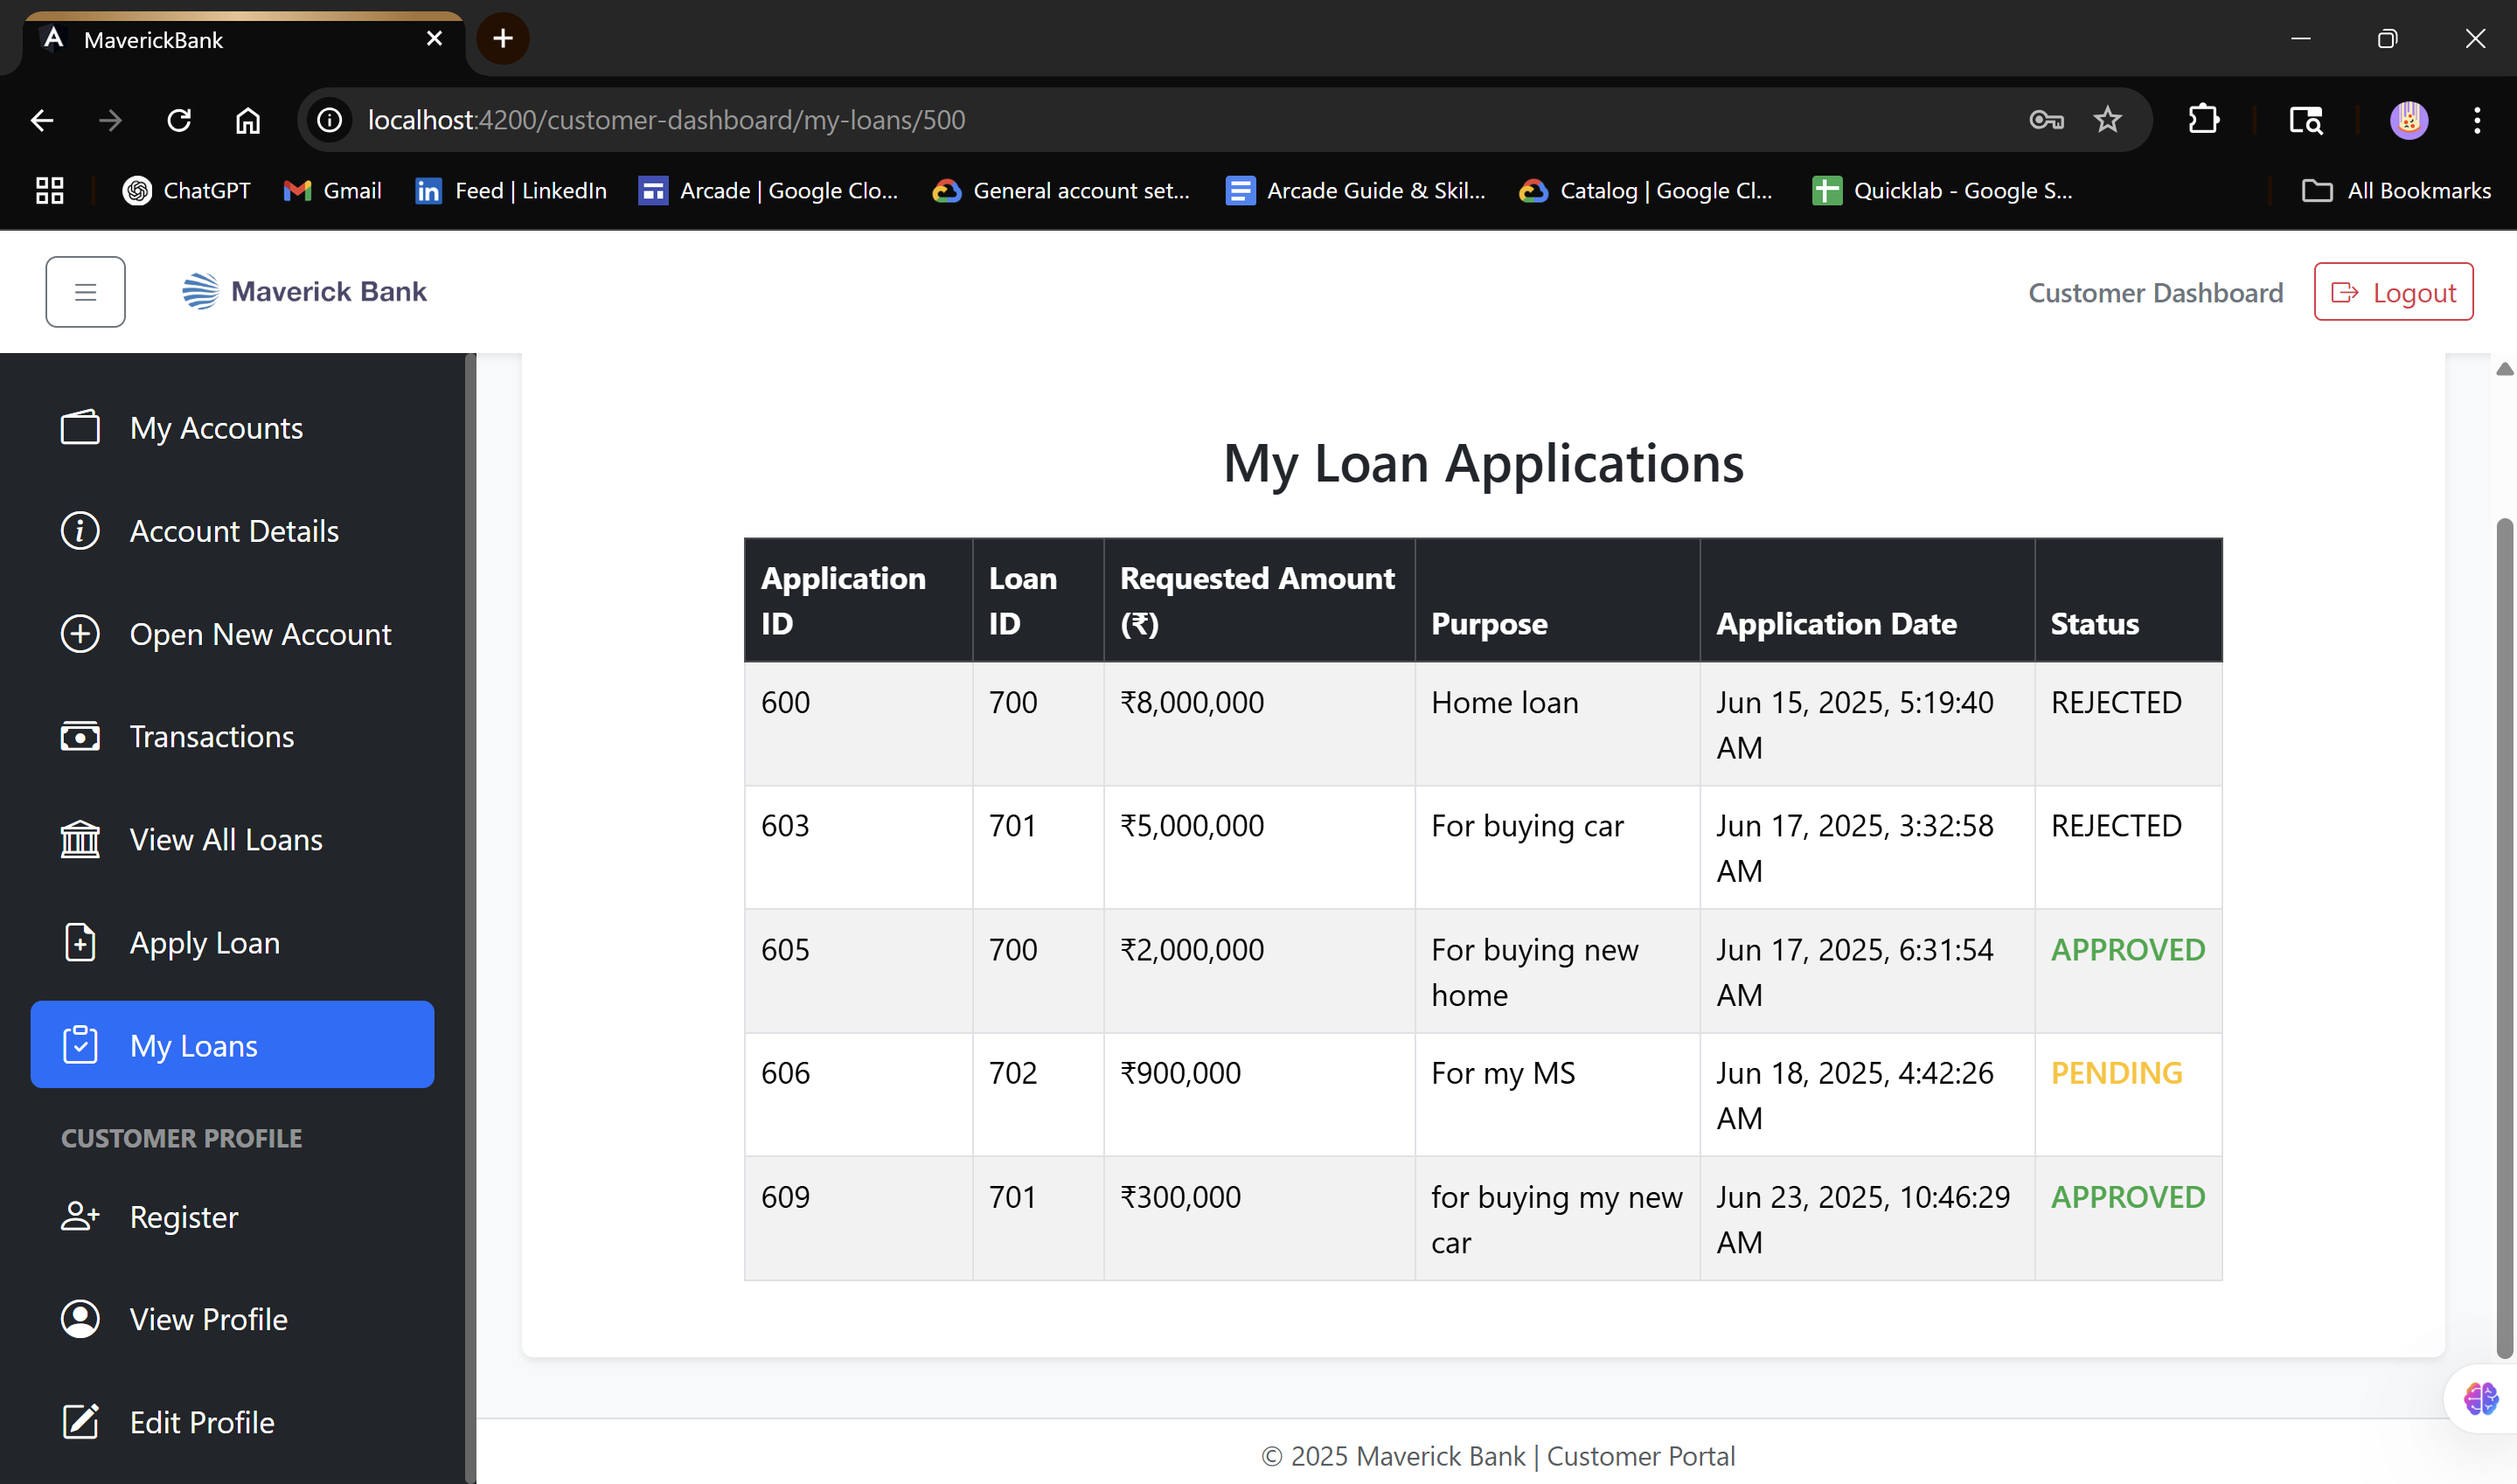 MaverickBank
localhost:4200/customer-dashboard/my-loans/500
ChatGPT
Gmail
Feed | LinkedIn
Arcade | Google Clo...
General account set...
Arcade Guide & Skil...
Catalog | Google Cl...
Quicklab - Google S...
All Bookmarks
Maverick Bank
Customer Dashboard
Logout
My Accounts
Account Details
Open New Account
Transactions
View All Loans
Apply Loan
My Loans
CUSTOMER PROFILE
Register
View Profile
Edit Profile
My Loan Applications
Application ID | Loan ID | Requested Amount (₹) | Purpose | Application Date | Status
600 | 700 | ₹8,000,000 | Home loan | Jun 15, 2025, 5:19:40 AM | REJECTED
603 | 701 | ₹5,000,000 | For buying car | Jun 17, 2025, 3:32:58 AM | REJECTED
605 | 700 | ₹2,000,000 | For buying new home | Jun 17, 2025, 6:31:54 AM | APPROVED
606 | 702 | ₹900,000 | For my MS | Jun 18, 2025, 4:42:26 AM | PENDING
609 | 701 | ₹300,000 | for buying my new car | Jun 23, 2025, 10:46:29 AM | APPROVED
© 2025 Maverick Bank | Customer Portal